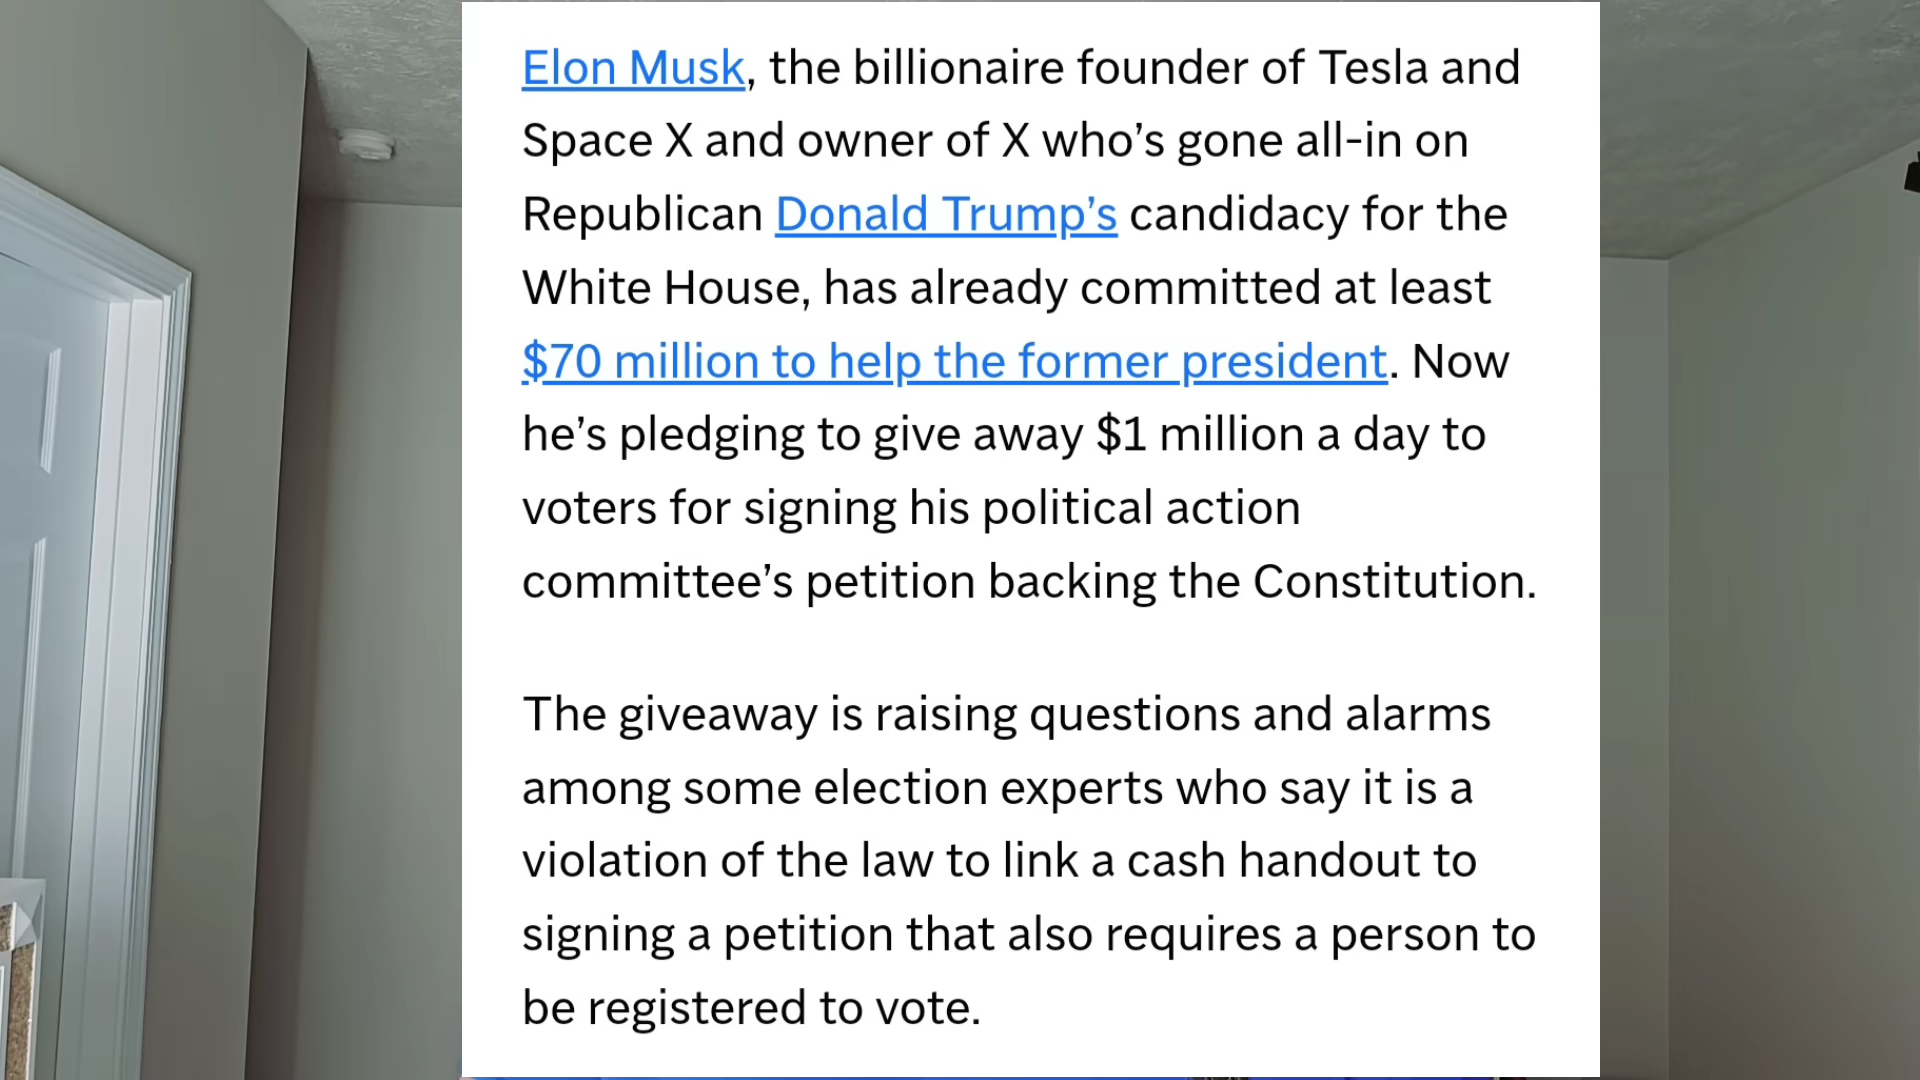 Elon Musk, the billionaire founder of Tesla and
Space X and owner of X who’s gone all-in on
Republican Donald Trump’s candidacy for the
White House, has already committed at least
$70 million to help the former president. Now
he’s pledging to give away $1 million a day to
voters for signing his political action
committee’s petition backing the Constitution.
The giveaway is raising questions and alarms
among some election experts who say it is a
violation of the law to link a cash handout to
signing a petition that also requires a person to
be registered to vote.